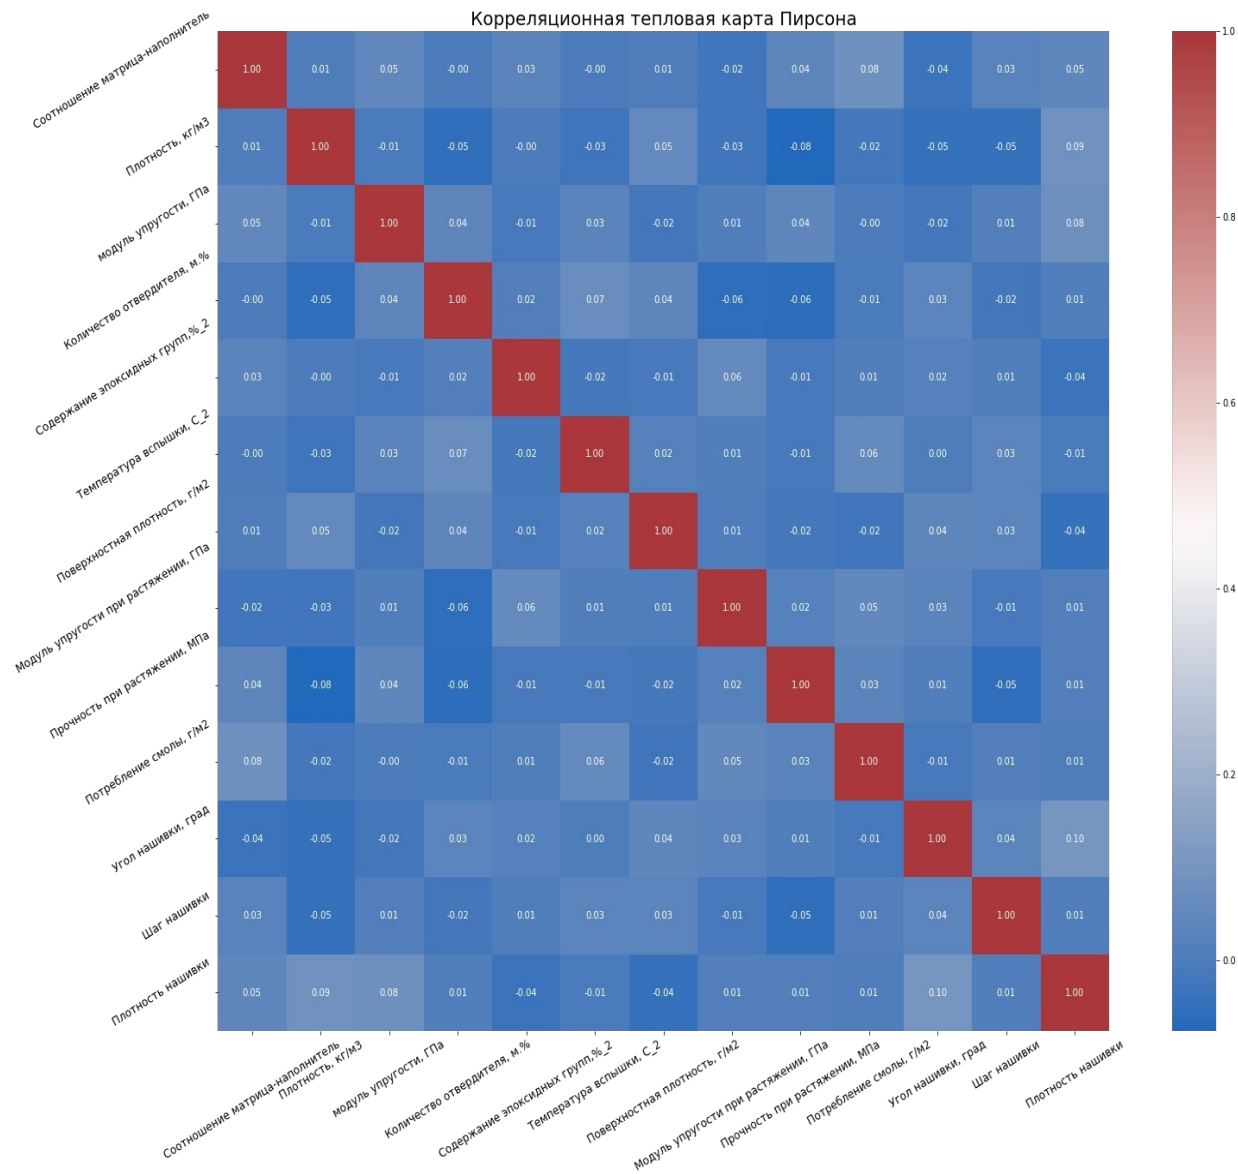 Корреляционная тепловая карта Пирсона
Соотношение матрица-наполнитель
1.00 0.01 0.05 -0.00 0.03 -0.00 0.01 -0.02 0.04 0.08 -0.04 0.03 0.05
Плотность, кг/м3
0.01 1.00 -0.01 -0.05 -0.00 -0.03 0.05 -0.03 -0.08 -0.02 -0.05 -0.05 0.09
модуль упругости, ГПа
0.05 -0.01 1.00 0.04 -0.01 0.03 -0.02 0.01 0.04 -0.00 -0.02 0.01 0.08
Количество отвердителя, м.%
-0.00 -0.05 0.04 1.00 0.02 0.07 0.04 -0.06 -0.06 -0.01 0.03 -0.02 0.01
Содержание эпоксидных групп,%_2
0.03 -0.00 -0.01 0.02 1.00 -0.02 -0.01 0.06 -0.01 0.01 0.02 0.01 -0.04
Температура вспышки, С_2
-0.00 -0.03 0.03 0.07 -0.02 1.00 0.02 0.01 -0.01 0.06 0.00 0.03 -0.01
Поверхностная плотность, г/м2
0.01 0.05 -0.02 0.04 -0.01 0.02 1.00 0.01 -0.02 -0.02 0.04 0.03 -0.04
Модуль упругости при растяжении, ГПа
-0.02 -0.03 0.01 -0.06 0.06 0.01 0.01 1.00 0.02 0.05 0.03 -0.01 0.01
Прочность при растяжении, МПа
0.04 -0.08 0.04 -0.06 -0.01 -0.01 -0.02 0.02 1.00 0.03 0.01 -0.05 0.01
Потребление смолы, г/м2
0.08 -0.02 -0.00 -0.01 0.01 0.06 -0.02 0.05 0.03 1.00 -0.01 0.01 0.01
Угол нашивки, град
-0.04 -0.05 -0.02 0.03 0.02 0.00 0.04 0.03 0.01 -0.01 1.00 0.04 0.10
Шаг нашивки
0.03 -0.05 0.01 -0.02 0.01 0.03 0.03 -0.01 -0.05 0.01 0.04 1.00 0.01
Плотность нашивки
0.05 0.09 0.08 0.01 -0.04 -0.01 -0.04 0.01 0.01 0.01 0.10 0.01 1.00
Соотношение матрица-наполнитель
Плотность, кг/м3
модуль упругости, ГПа
Количество отвердителя, м.%
Содержание эпоксидных групп,%_2
Температура вспышки, С_2
Поверхностная плотность, г/м2
Модуль упругости при растяжении, ГПа
Прочность при растяжении, МПа
Потребление смолы, г/м2
Угол нашивки, град
Шаг нашивки
Плотность нашивки
1.0
0.8
0.6
0.4
0.2
0.0